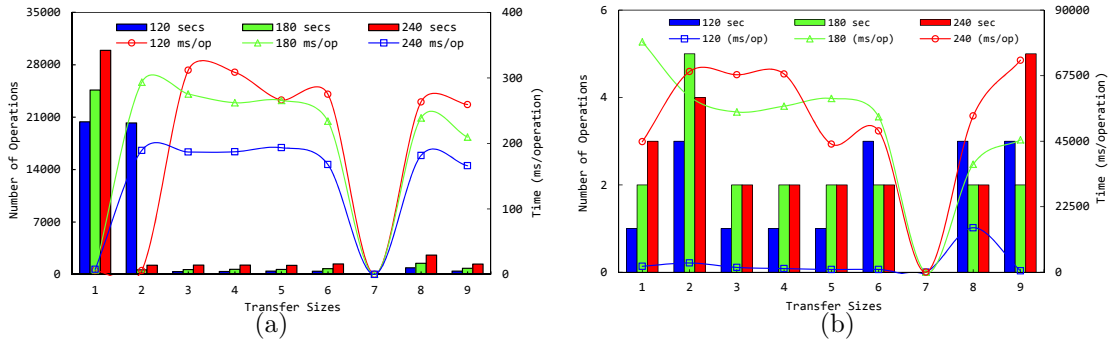 120 secs 180 secs 240 secs
120 ms/op 180 ms/op 240 ms/op
Number of Operations
35000
28000
21000
14000
7000
0
400
300
200
100
0
Time (ms/operation)
1 2 3 4 5 6 7 8 9
Transfer Sizes
(a)
120 sec 180 sec 240 sec
120 (ms/op) 180 (ms/op) 240 (ms/op)
Number of Operations
6
4
2
0
90000
67500
45000
22500
0
Time (ms/operation)
1 2 3 4 5 6 7 8 9
Transfer Sizes
(b)